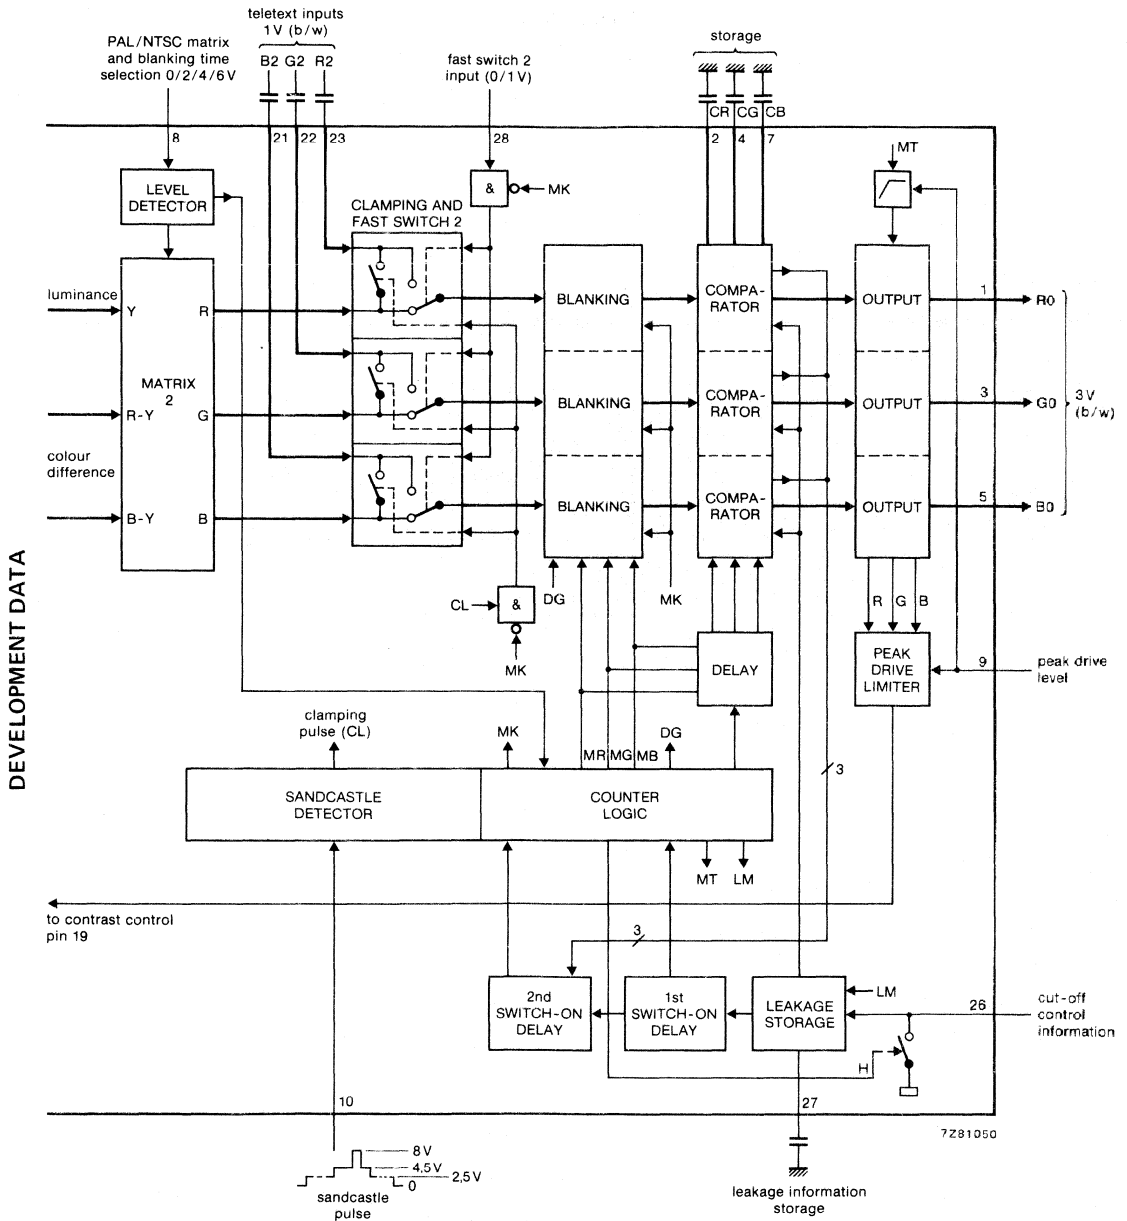 teletext inputs
1V (b/w)
PAL/NTSC matrix
and blanking time
selection 0/2/4/6V
B2 G2 R2
fast switch 2
input (0/1V)
storage
CR CG CB
8
21 22 23
28
2 4 7
MT
LEVEL
DETECTOR
& MK
CLAMPING AND
FAST SWITCH 2
luminance
Y R
BLANKING
COMPA-
RATOR
OUTPUT
1 R0
MATRIX
2
R-Y G
BLANKING
COMPA-
RATOR
OUTPUT
3 G0
3V
(b/w)
colour
difference
B-Y B
BLANKING
COMPA-
RATOR
OUTPUT
5 B0
DEVELOPMENT DATA
CL & DG MK
MK
R G B
DELAY
PEAK
DRIVE
LIMITER
9 peak drive
level
clamping
pulse (CL)
MK
MR MG MB
DG
3
SANDCASTLE
DETECTOR
COUNTER
LOGIC
MT LM
to contrast control
pin 19
3
2nd
SWITCH-ON
DELAY
1st
SWITCH-ON
DELAY
LEAKAGE
STORAGE
LM
26 cut-off
control
information
H
10
27
7Z81050
8V
4,5V
2,5V
0
sandcastle
pulse
leakage information
storage